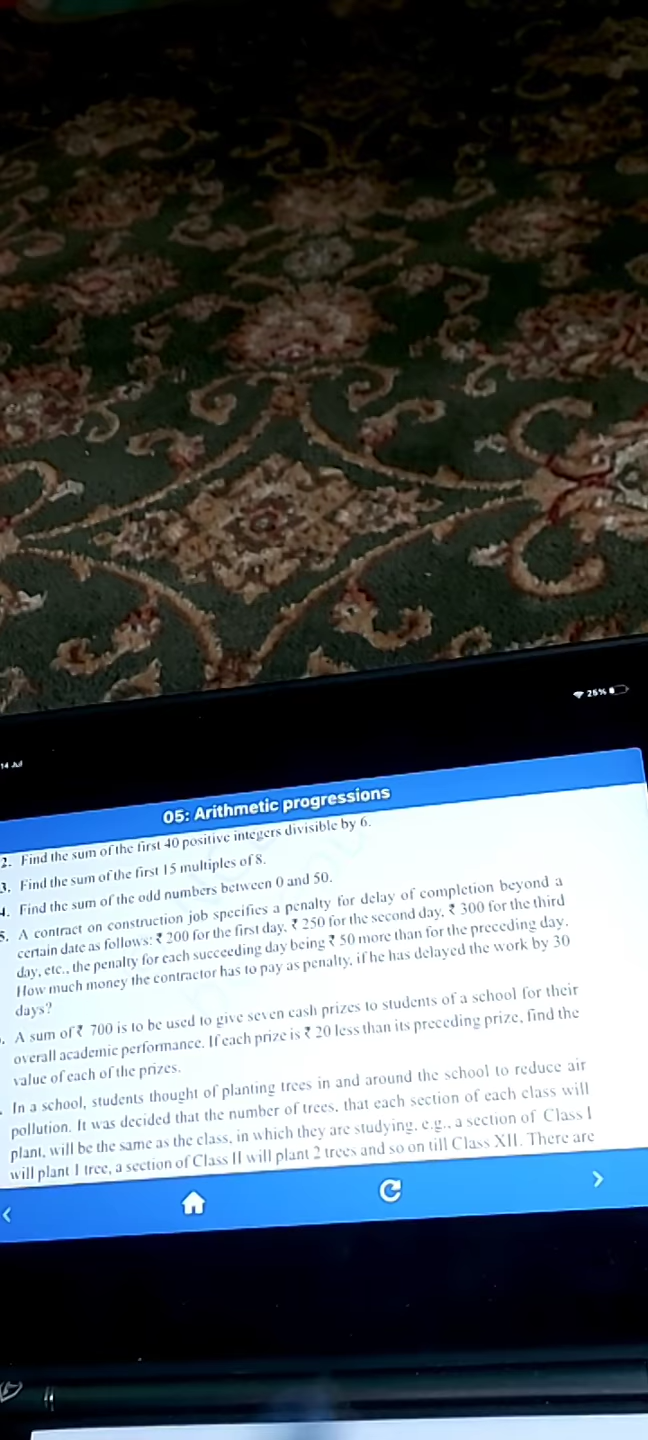 25%
14 Jul
05: Arithmetic progressions
2. Find the sum of the first 40 positive integers divisible by 6.
3. Find the sum of the first 15 multiples of 8.
4. Find the sum of the odd numbers between 0 and 50.
5. A contract on construction job specifies a penalty for delay of completion beyond a
certain date as follows: ₹ 200 for the first day, ₹ 250 for the second day, ₹ 300 for the third
day, etc., the penalty for each succeeding day being ₹ 50 more than for the preceding day.
How much money the contractor has to pay as penalty, if he has delayed the work by 30
days?
. A sum of ₹ 700 is to be used to give seven cash prizes to students of a school for their
overall academic performance. If each prize is ₹ 20 less than its preceding prize, find the
value of each of the prizes.
. In a school, students thought of planting trees in and around the school to reduce air
pollution. It was decided that the number of trees, that each section of each class will
plant, will be the same as the class, in which they are studying, e.g., a section of Class I
will plant 1 tree, a section of Class II will plant 2 trees and so on till Class XII. There are